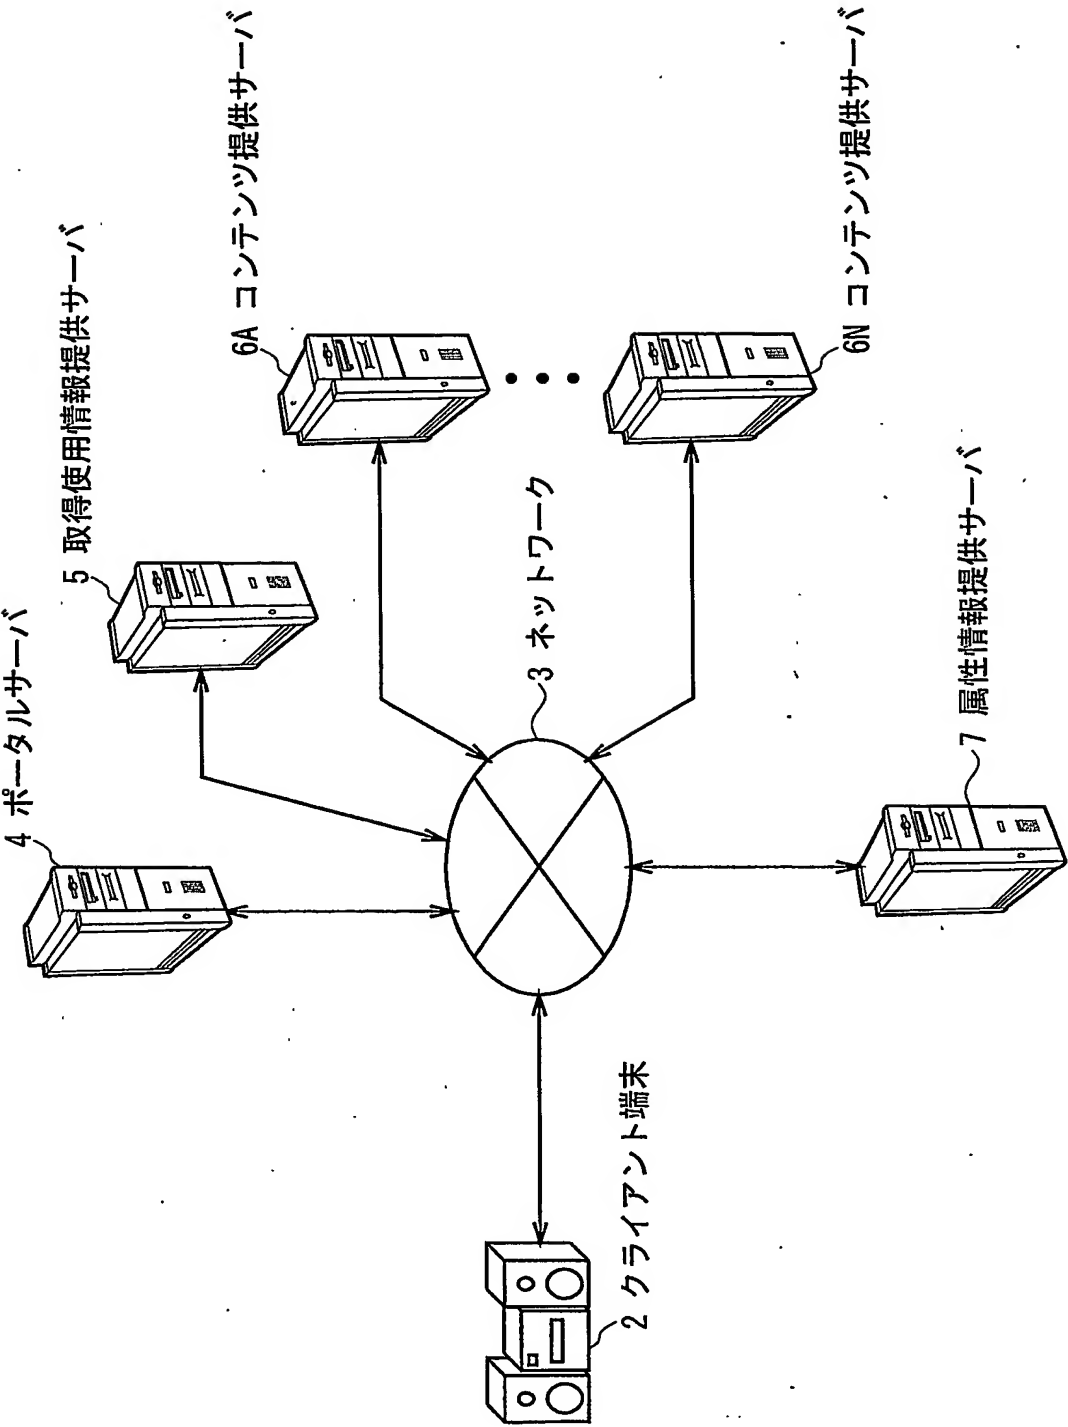 4 ポータルサーバ
5 取得使用情報提供サーバ
6A コンテンツ提供サーバ
6N コンテンツ提供サーバ
3 ネットワーク
7 属性情報提供サーバ
2 クライアント端末